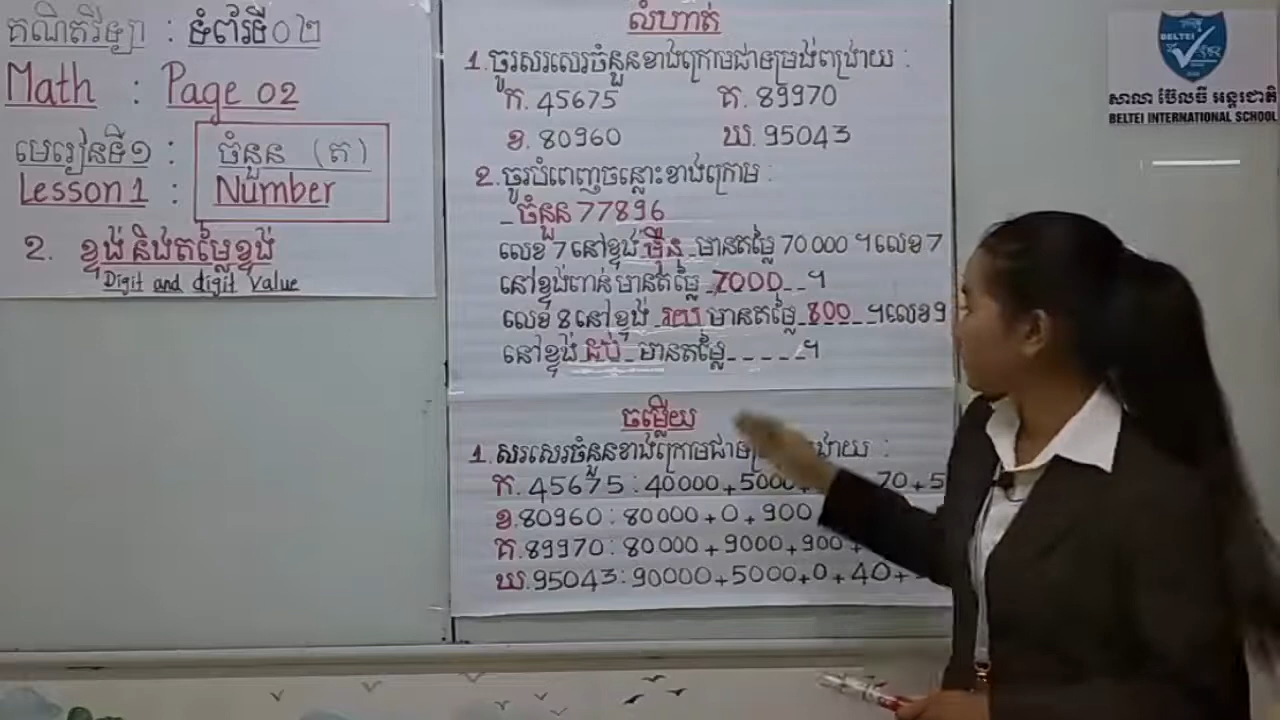 គណិតវិទ្យា : ទំព័រទី០២
Math : Page 02
មេរៀនទី១ : ចំនួន (ត)
Lesson 1 : Number
2. ខ្ទង់ និងតម្លៃខ្ទង់
Digit and digit value
លំហាត់
1. ចូរសរសេរចំនួនខាងក្រោមជាទម្រង់ពង្រាយ :
ក. 45675 គ. 89970
ខ. 80960 ឃ. 95043
2. ចូរបំពេញចន្លោះខាងក្រោម :
_ចំនួន 77896
លេខ 7 នៅខ្ទង់ ម៉ឺន មានតម្លៃ 70000 ។ លេខ 7
នៅខ្ទង់ពាន់ មានតម្លៃ 7000 ។
លេខ 8 នៅខ្ទង់ រយ មានតម្លៃ 800 ។ លេខ 9
នៅខ្ទង់ ដប់ មានតម្លៃ _ _ _ _ _ ។
ចម្លើយ
1. សរសេរចំនួនខាងក្រោមជា
ក. 45675 : 40000 + 5000 + 70 + 5
ខ. 80960 : 80000 + 0 + 900
គ. 89970 : 80000 + 9000 + 900 +
ឃ. 95043 : 90000 + 5000 + 0 + 40 +
BELTEI
សាលា ប៊ែលធី អន្តរជាតិ
BELTEI INTERNATIONAL SCHOOL